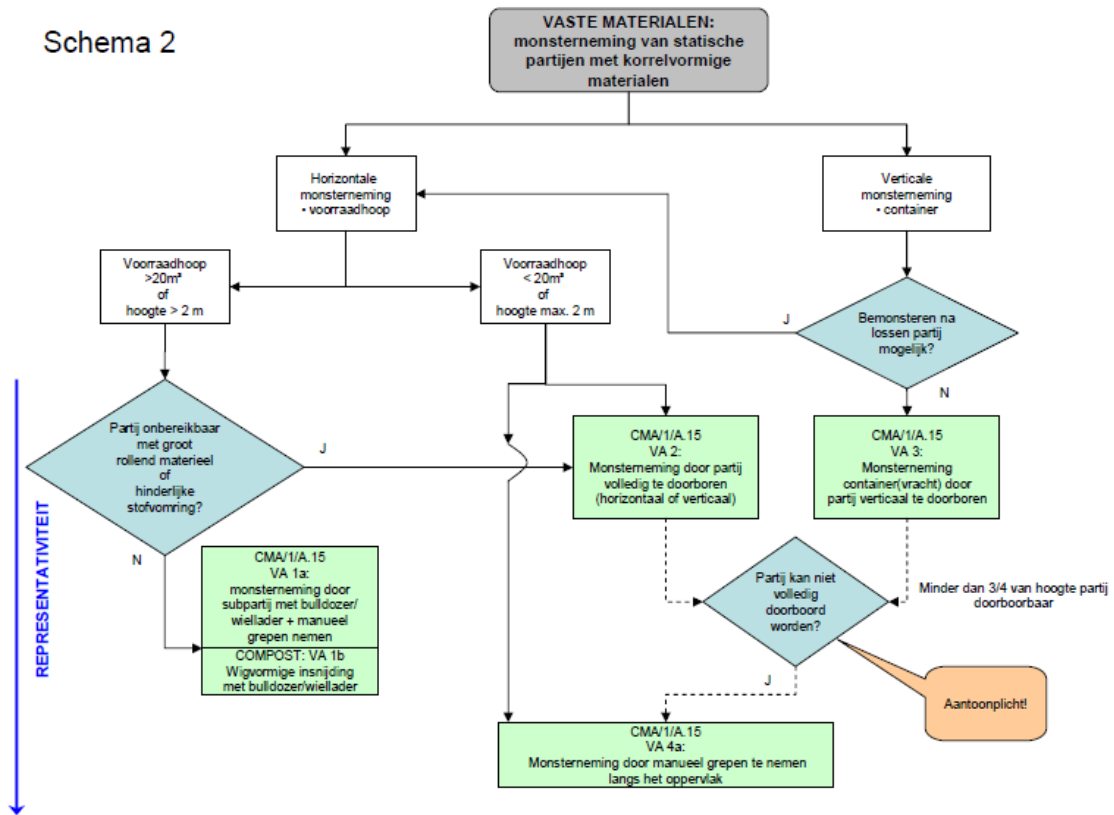 Schema 2
VASTE MATERIALEN:
monsterneming van statische
partijen met korrelvormige
materialen
Horizontale
monsterneming
• voorraadhoop
Verticale
monsterneming
• container
Voorraadhoop
>20m³
of
hoogte > 2 m
Voorraadhoop
< 20m³
of
hoogte max. 2 m
J
Bemonsteren na
lossen partij
mogelijk?
N
Partij onbereikbaar
met groot
rollend materieel
of
hinderlijke
stofvomring?
J
N
CMA/1/A.15
VA 2:
Monsterneming door partij
volledig te doorboren
(horizontaal of verticaal)
CMA/1/A.15
VA 3:
Monsterneming
container(vracht) door
partij verticaal te doorboren
REPRESENTATIVITEIT
CMA/1/A.15
VA 1a:
monsterneming door
subpartij met bulldozer/
wiellader + manueel
grepen nemen
COMPOST: VA 1b
Wigvormige insnijding
met bulldozer/wiellader
Partij kan niet
volledig
doorboord
worden?
Minder dan 3/4 van hoogte partij
doorboorbaar
J
Aantoonplicht!
CMA/1/A.15
VA 4a:
Monsterneming door manueel grepen te nemen
langs het oppervlak